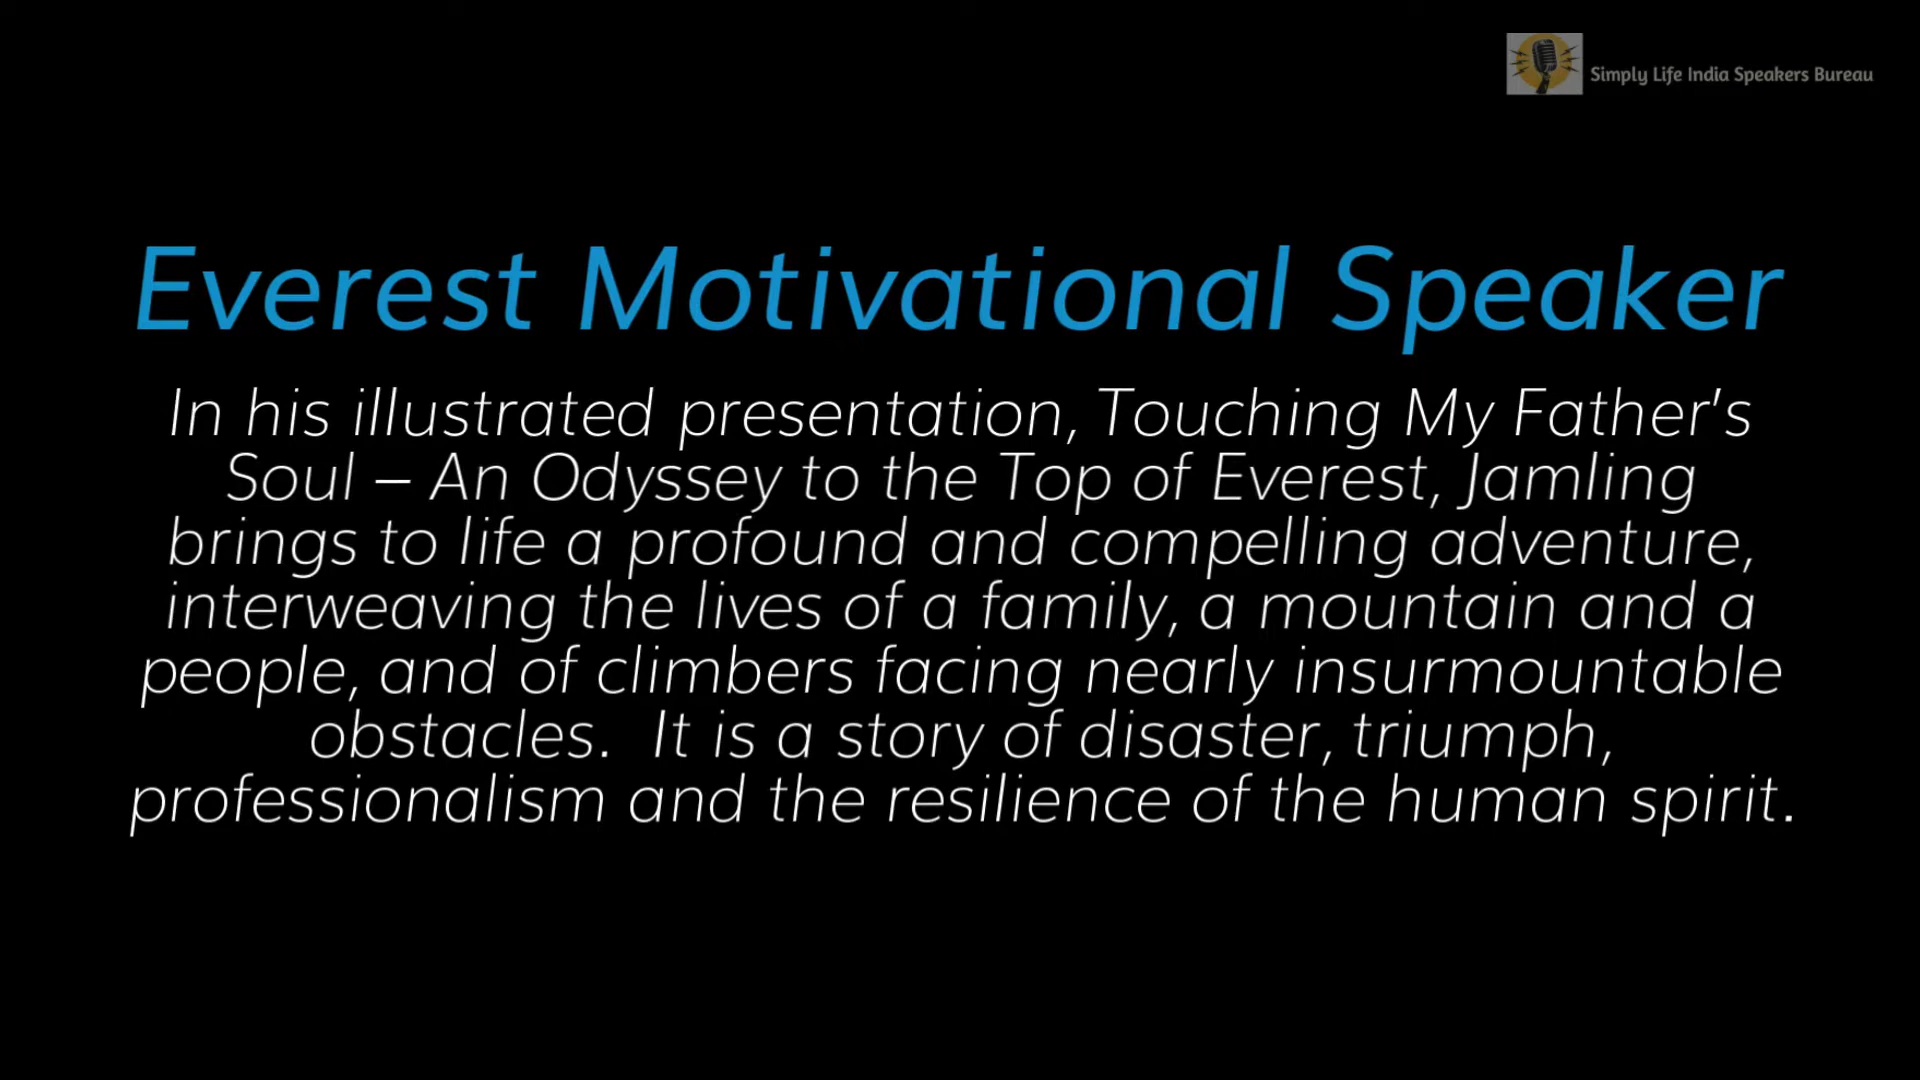 Simply Life India Speakers Bureau
Everest Motivational Speaker
In his illustrated presentation, Touching My Father's
Soul – An Odyssey to the Top of Everest, Jamling
brings to life a profound and compelling adventure,
interweaving the lives of a family, a mountain and a
people, and of climbers facing nearly insurmountable
obstacles.  It is a story of disaster, triumph,
professionalism and the resilience of the human spirit.